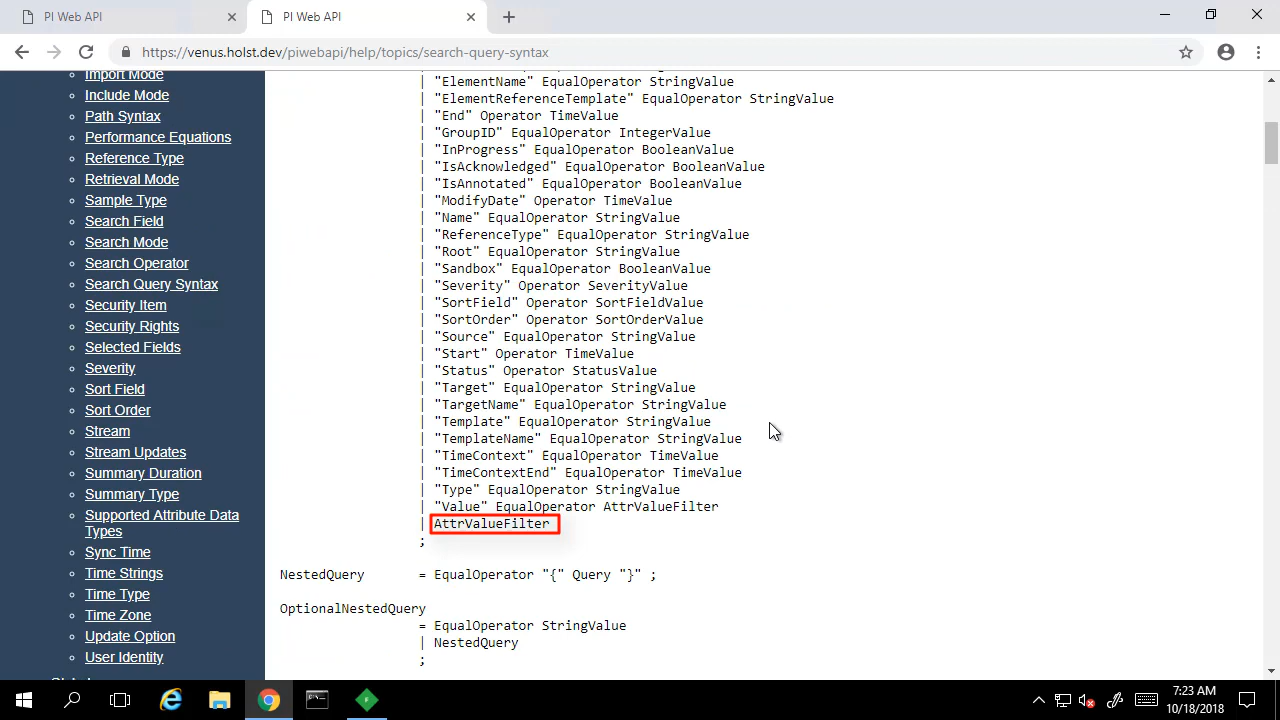 PI Web API
PI Web API
https://venus.holst.dev/piwebapi/help/topics/search-query-syntax
Import Mode
Include Mode
Path Syntax
Performance Equations
Reference Type
Retrieval Mode
Sample Type
Search Field
Search Mode
Search Operator
Search Query Syntax
Security Item
Security Rights
Selected Fields
Severity
Sort Field
Sort Order
Stream
Stream Updates
Summary Duration
Summary Type
Supported Attribute Data
Types
Sync Time
Time Strings
Time Type
Time Zone
Update Option
User Identity
| "ElementName" EqualOperator StringValue
| "ElementReferenceTemplate" EqualOperator StringValue
| "End" Operator TimeValue
| "GroupID" EqualOperator IntegerValue
| "InProgress" EqualOperator BooleanValue
| "IsAcknowledged" EqualOperator BooleanValue
| "IsAnnotated" EqualOperator BooleanValue
| "ModifyDate" Operator TimeValue
| "Name" EqualOperator StringValue
| "ReferenceType" EqualOperator StringValue
| "Root" EqualOperator StringValue
| "Sandbox" EqualOperator BooleanValue
| "Severity" Operator SeverityValue
| "SortField" Operator SortFieldValue
| "SortOrder" Operator SortOrderValue
| "Source" EqualOperator StringValue
| "Start" Operator TimeValue
| "Status" Operator StatusValue
| "Target" EqualOperator StringValue
| "TargetName" EqualOperator StringValue
| "Template" EqualOperator StringValue
| "TemplateName" EqualOperator StringValue
| "TimeContext" EqualOperator TimeValue
| "TimeContextEnd" EqualOperator TimeValue
| "Type" EqualOperator StringValue
| "Value" EqualOperator AttrValueFilter
| AttrValueFilter
;
NestedQuery = EqualOperator "{" Query "}" ;
OptionalNestedQuery
= EqualOperator StringValue
| NestedQuery
;
7:23 AM
10/18/2018